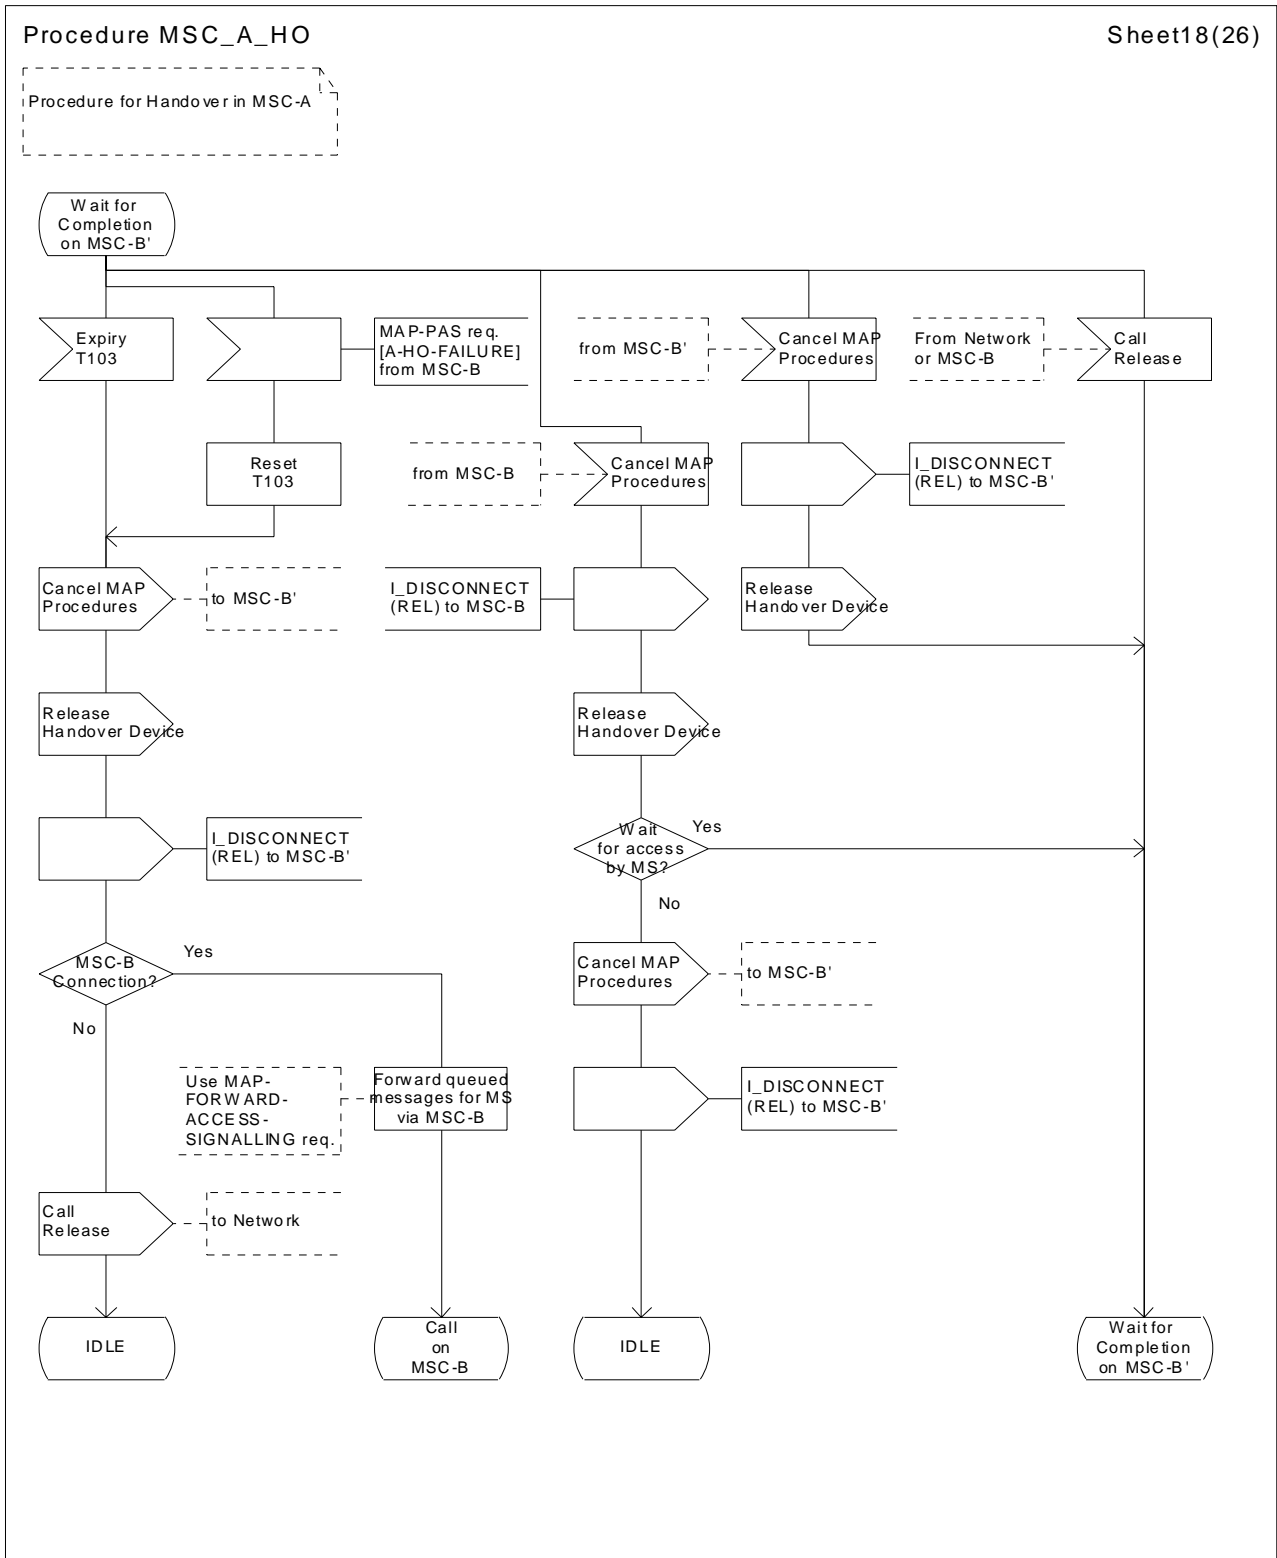 Procedure MSC_A_HO
Sheet18(26)
Procedure for Handover in MSC-A
Wait for
Completion
on MSC-B'
Expiry
T103
MAP-PAS req.
[A-HO-FAILURE]
from MSC-B
from MSC-B'
Cancel MAP
Procedures
From Network
or MSC-B
Call
Release
Reset
T103
from MSC-B
Cancel MAP
Procedures
I_DISCONNECT
(REL) to MSC-B'
Cancel MAP
Procedures
to MSC-B'
I_DISCONNECT
(REL) to MSC-B
Release
Handover Device
Release
Handover Device
Release
Handover Device
I_DISCONNECT
(REL) to MSC-B'
Wait
for access
by MS?
Yes
No
MSC-B
Connection?
Yes
No
Cancel MAP
Procedures
to MSC-B'
Use MAP-
FORWARD-
ACCESS-
SIGNALLING req.
Forward queued
messages for MS
via MSC-B
I_DISCONNECT
(REL) to MSC-B'
Call
Release
to Network
IDLE
Call
on
MSC-B
IDLE
Wait for
Completion
on MSC-B'